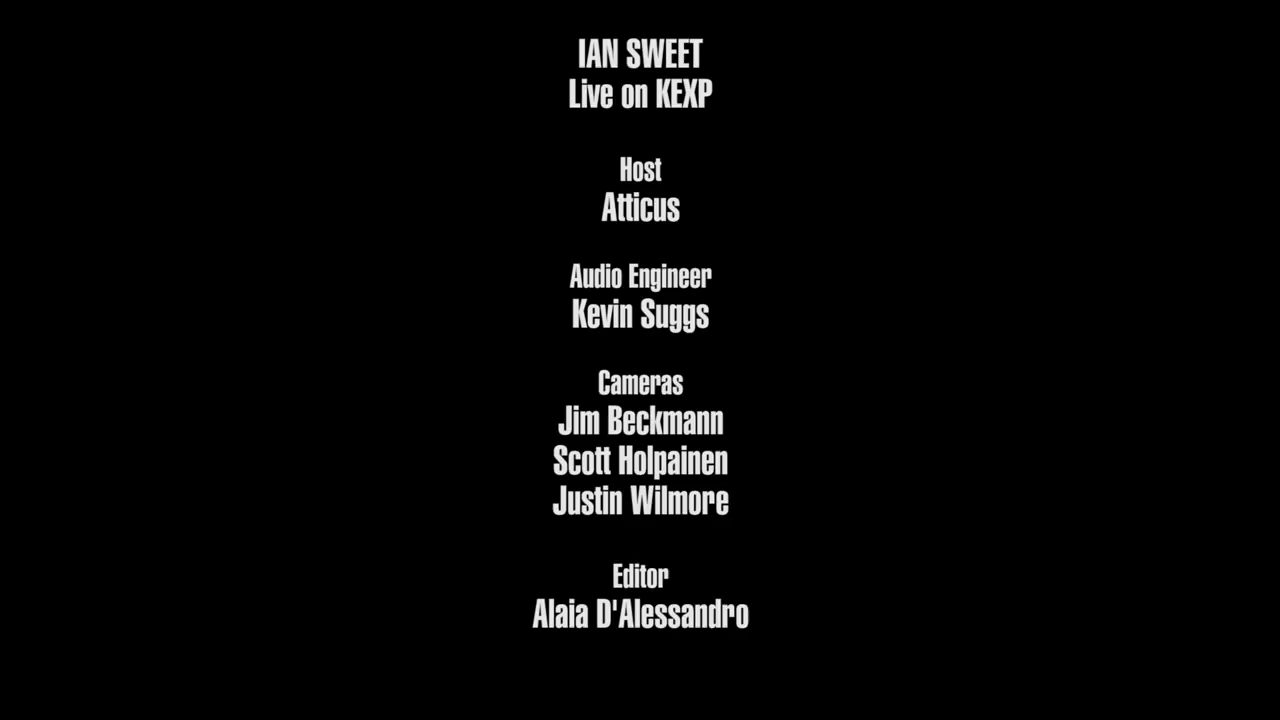 IAN SWEET
Live on KEXP
Host
Atticus
Audio Engineer
Kevin Suggs
Cameras
Jim Beckmann
Scott Holpainen
Justin Wilmore
Editor
Alaia D'Alessandro